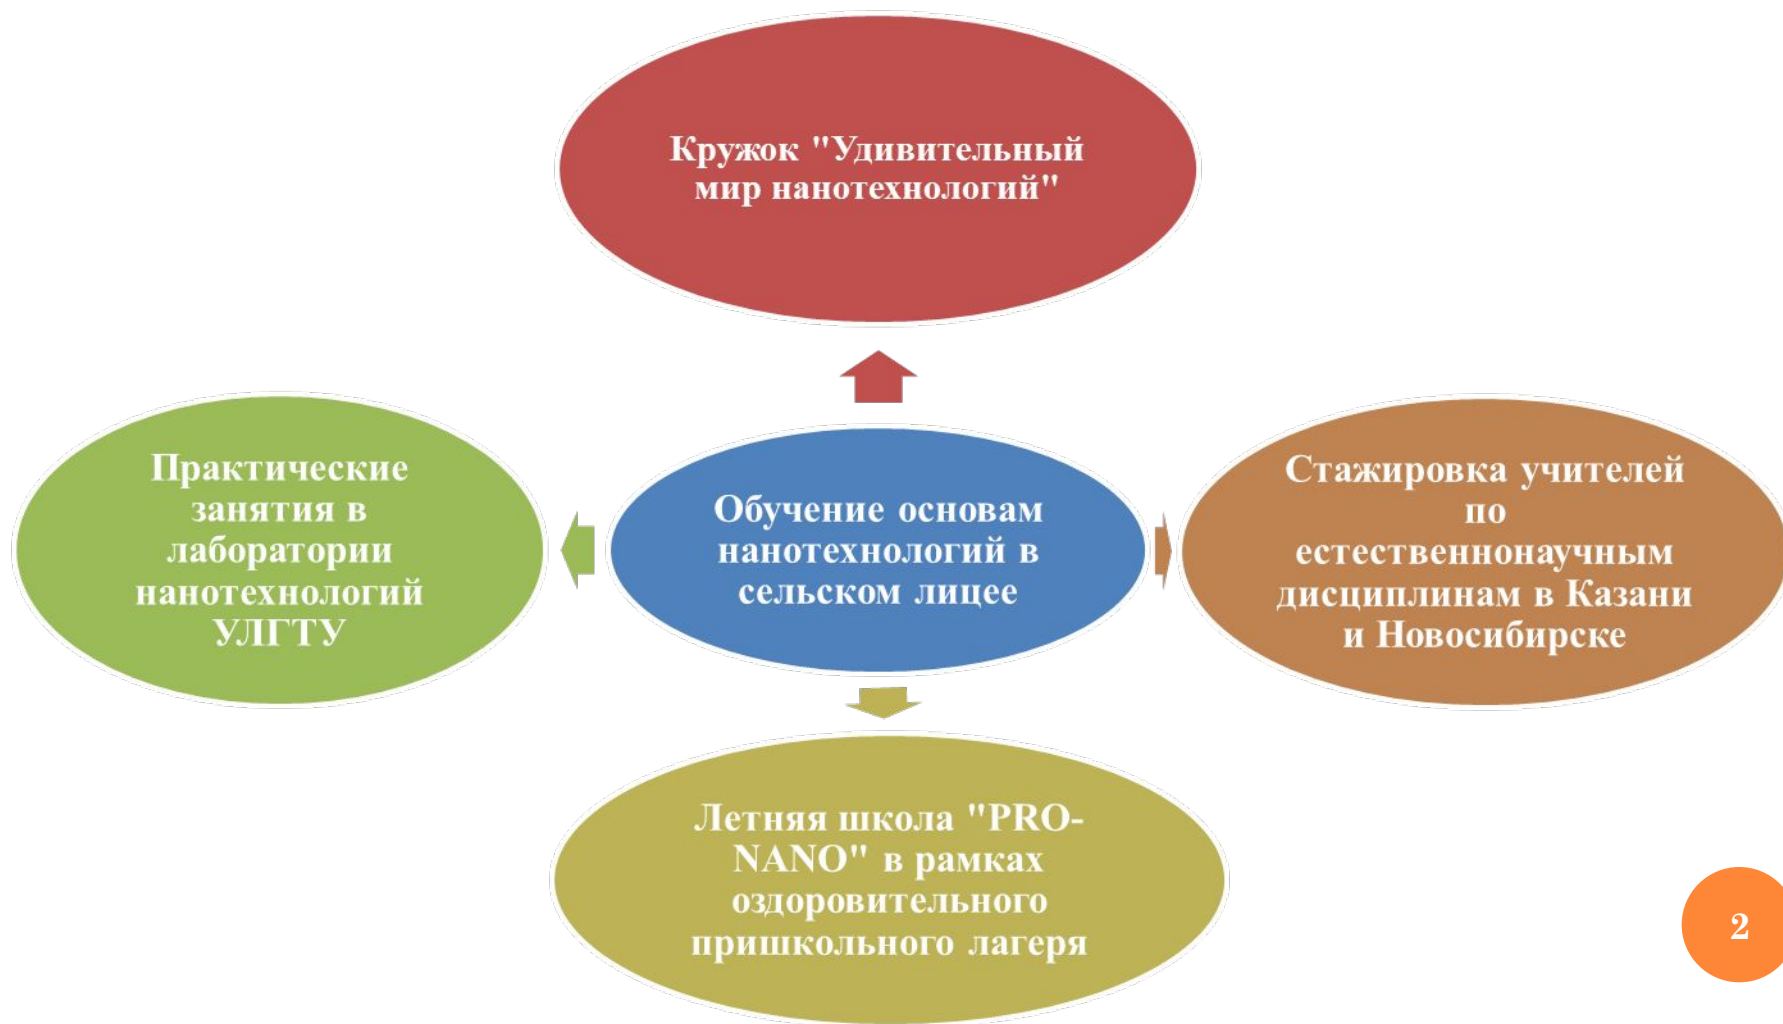 Кружок "Удивительный
мир нанотехнологий"
Практические
занятия в
лаборатории
нанотехнологий
УЛГТУ
Обучение основам
нанотехнологий в
сельском лицее
Стажировка учителей
по
естественнонаучным
дисциплинам в Казани
и Новосибирске
Летняя школа "PRO-
NANO" в рамках
оздоровительного
пришкольного лагеря
2